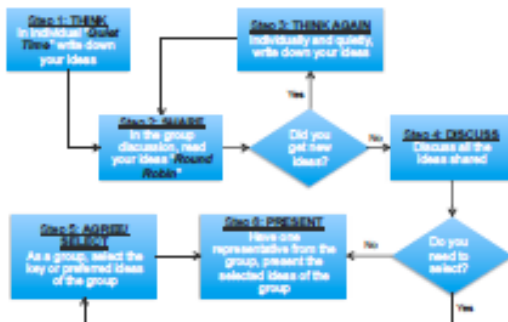 Step 1: THINK
In individual "Quiet
Time" write down
your ideas
Step 3: THINK AGAIN
Individually and quietly,
write down your ideas
Yes
Step 2: SHARE
In the group
discussion, read
your ideas "Round
Robin"
Did you
get new
ideas?
No
Step 4: DISCUSS
Discuss all the
ideas shared
Step 5: AGREE/
SELECT
As a group, select the
key or preferred ideas of
the group
Step 6: PRESENT
Have one
representative from the
group, present the
selected ideas of the
group
No
Do you
need to
select?
Yes